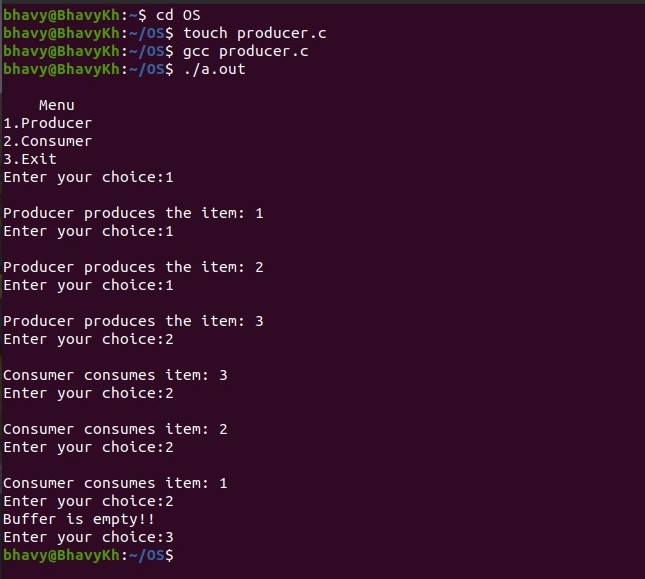 bhavy@BhavyKh:~$ cd OS
bhavy@BhavyKh:~/OS$ touch producer.c
bhavy@BhavyKh:~/OS$ gcc producer.c
bhavy@BhavyKh:~/OS$ ./a.out
Menu
1.Producer
2.Consumer
3.Exit
Enter your choice:1
Producer produces the item: 1
Enter your choice:1
Producer produces the item: 2
Enter your choice:1
Producer produces the item: 3
Enter your choice:2
Consumer consumes item: 3
Enter your choice:2
Consumer consumes item: 2
Enter your choice:2
Consumer consumes item: 1
Enter your choice:2
Buffer is empty!!
Enter your choice:3
bhavy@BhavyKh:~/OS$